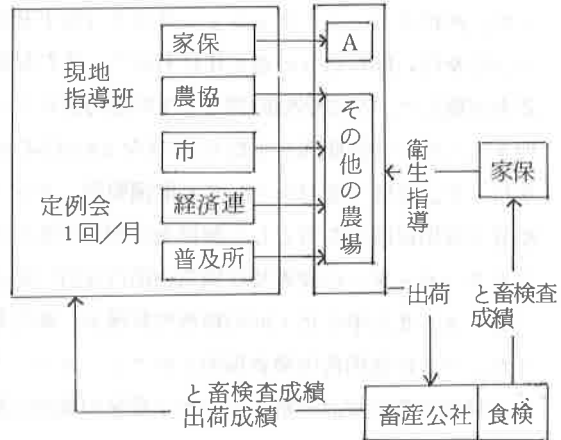 家保
A
現地
指導班
農協
市
定例会
1回/月
経済連
普及所
その他の農場
衛生指導
家保
出荷
と畜検査
成績
と畜検査成績
出荷成績
畜産公社
食検